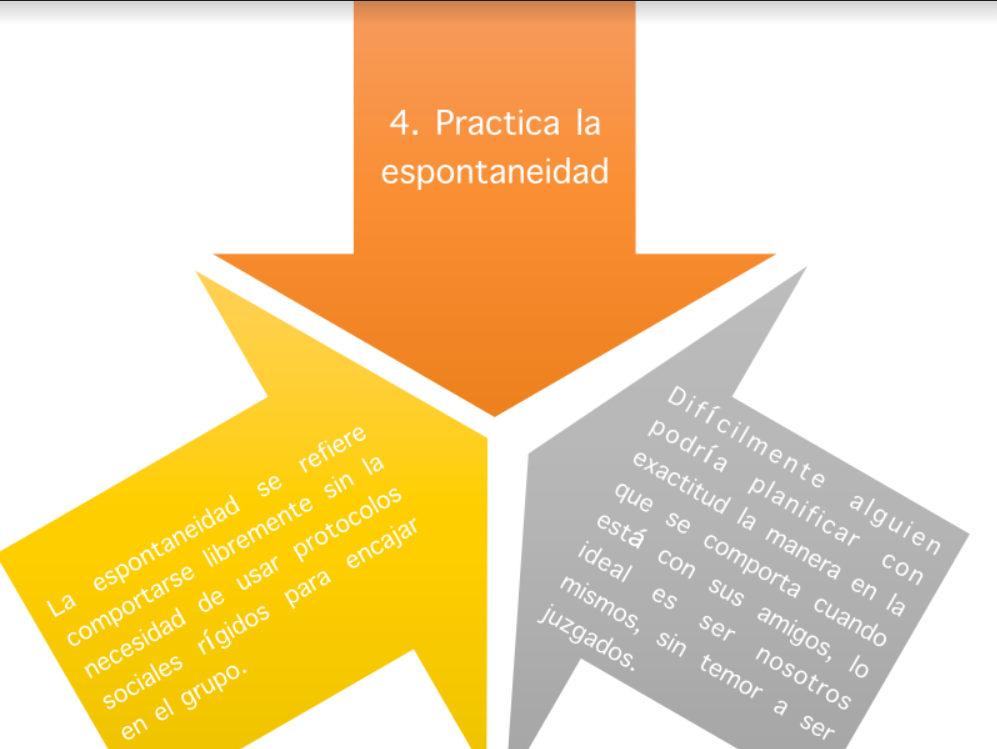 4. Practica la
espontaneidad
La espontaneidad se refiere
comportarse libremente sin la
necesidad de usar protocolos
sociales rígidos para encajar
en el grupo.
Difícilmente alguien
podría planificar con
exactitud la manera en la
que se comporta cuando
está con sus amigos, lo
ideal es ser nosotros
mismos, sin temor a ser
juzgados.